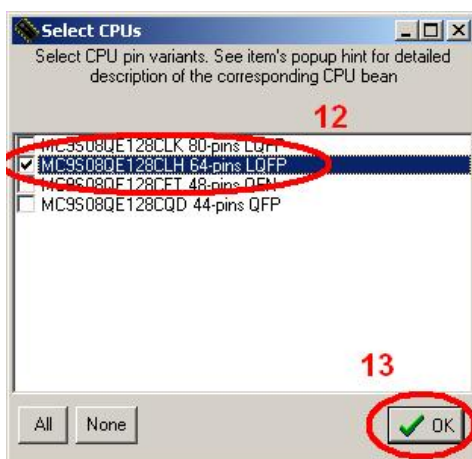 Select CPUs
Select CPU pin variants. See item's popup hint for detailed
description of the corresponding CPU bean
12
MC9S08QE128CLK 80-pins LQFP
MC9S08QE128CLH 64-pins LQFP
MC9S08QE128CFT 48-pins QFN
MC9S08QE128CQD 44-pins QFP
13
All
None
OK